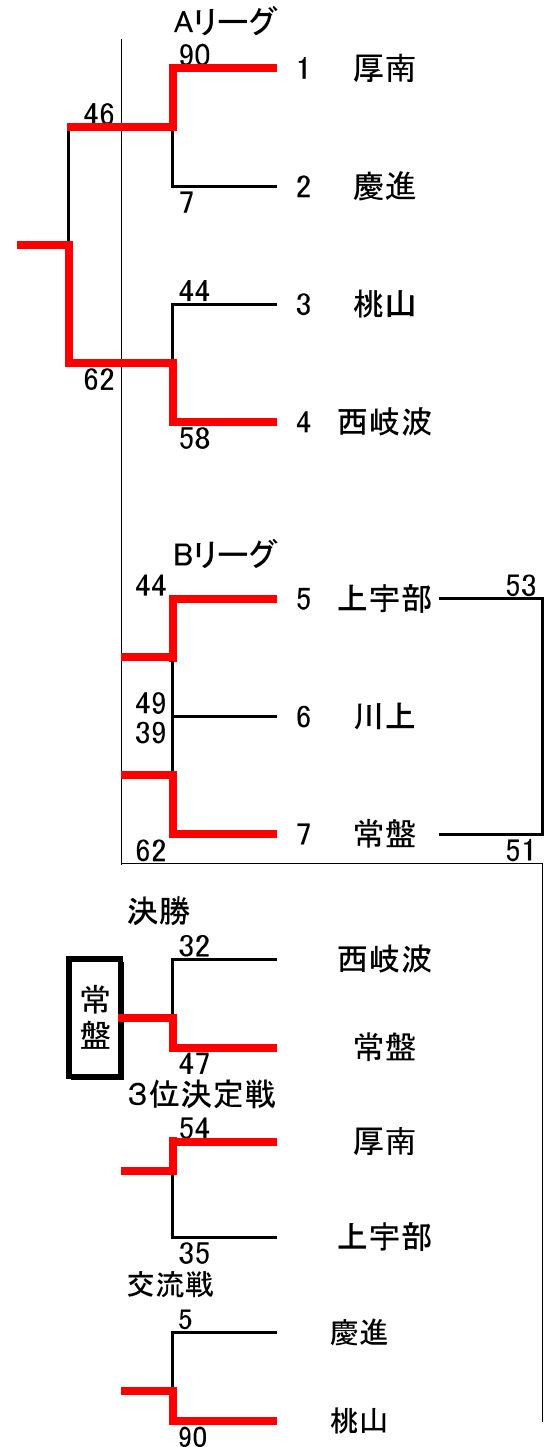 Aリーグ
90
1 厚南
46
2 慶進
7
44
3 桃山
62
4 西岐波
58
Bリーグ
44
5 上宇部 53
49
6 川上
39
7 常盤
62 51
決勝
32
西岐波
常盤
常盤
47
3位決定戦
54
厚南
上宇部
35
交流戦
5
慶進
桃山
90